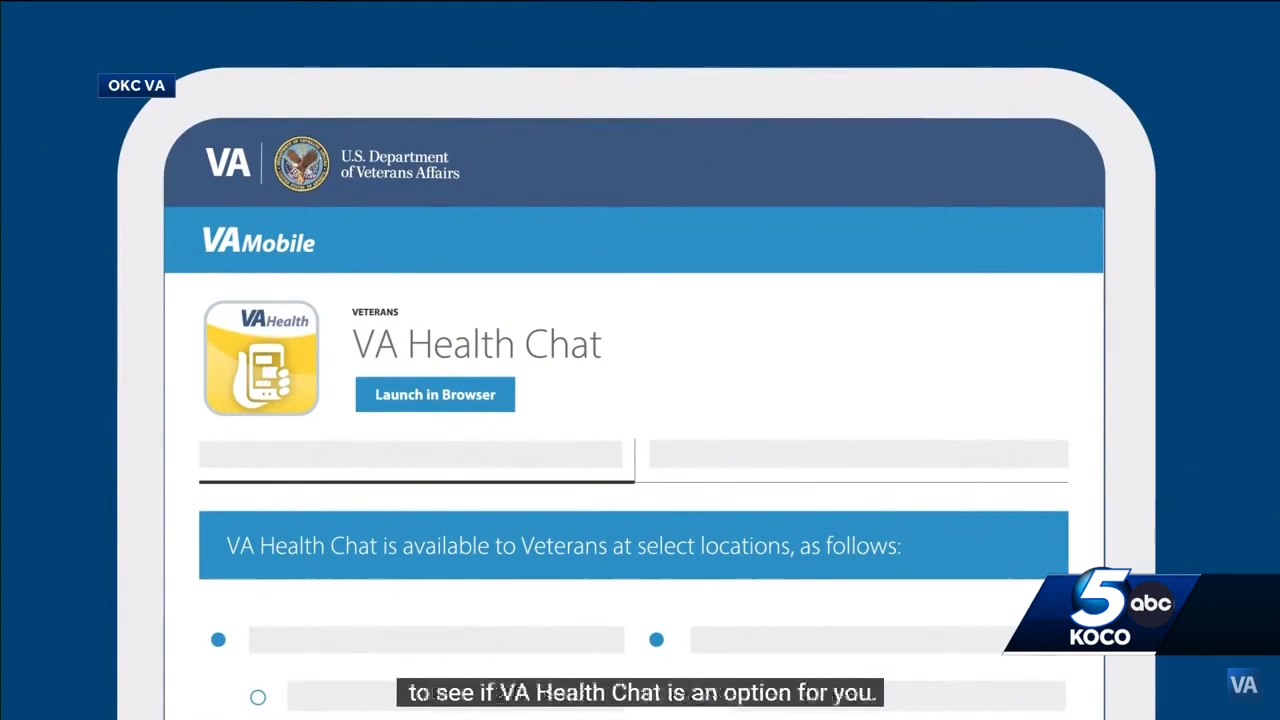 OKC VA
VA
U.S. Department
of Veterans Affairs
VA Mobile
VA Health
VETERANS
VA Health Chat
Launch in Browser
VA Health Chat is available to Veterans at select locations, as follows:
5
abc
KOCO
to see if VA Health Chat is an option for you.
VA